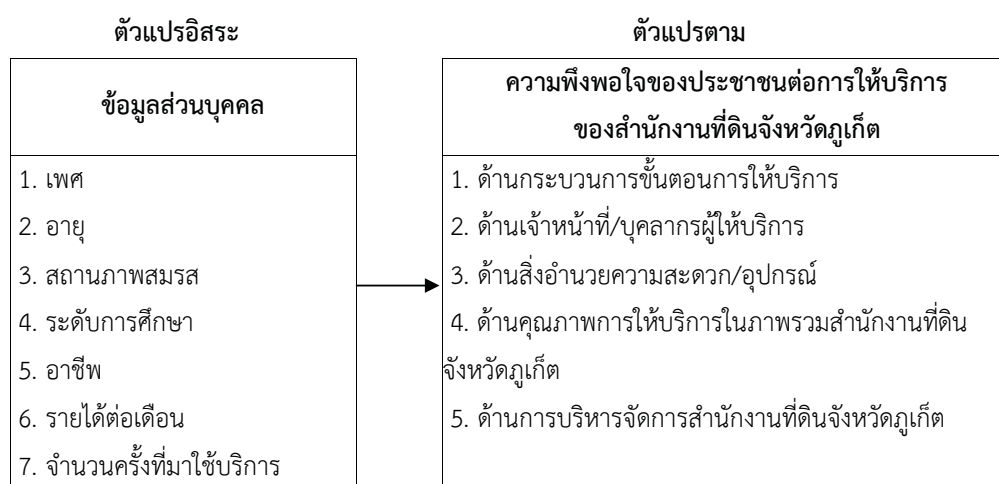 ตัวแปรอิสระ
ข้อมูลส่วนบุคคล
1. เพศ
2. อายุ
3. สถานภาพสมรส
4. ระดับการศึกษา
5. อาชีพ
6. รายได้ต่อเดือน
7. จำนวนครั้งที่มาใช้บริการ
ตัวแปรตาม
ความพึงพอใจของประชาชนต่อการให้บริการ
ของสำนักงานที่ดินจังหวัดภูเก็ต
1. ด้านกระบวนการขั้นตอนการให้บริการ
2. ด้านเจ้าหน้าที่/บุคลากรผู้ให้บริการ
3. ด้านสิ่งอำนวยความสะดวก/อุปกรณ์
4. ด้านคุณภาพการให้บริการในภาพรวมสำนักงานที่ดิน
จังหวัดภูเก็ต
5. ด้านการบริหารจัดการสำนักงานที่ดินจังหวัดภูเก็ต